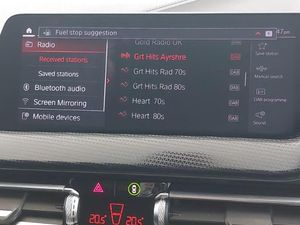 Fuel stop suggestion
47 pm
Radio
Received stations
Saved stations
Bluetooth audio
Screen Mirroring
Mobile devices
Gold Radio UK
Grt Hits Ayrshre
Grt Hits Rad 70s
Grt Hits Rad 80s
Heart 70s
Heart 80s
DAB
DAB
DAB
DAB
DAB
Station
Manual search
DAB programme
Sound
20.5
20.5